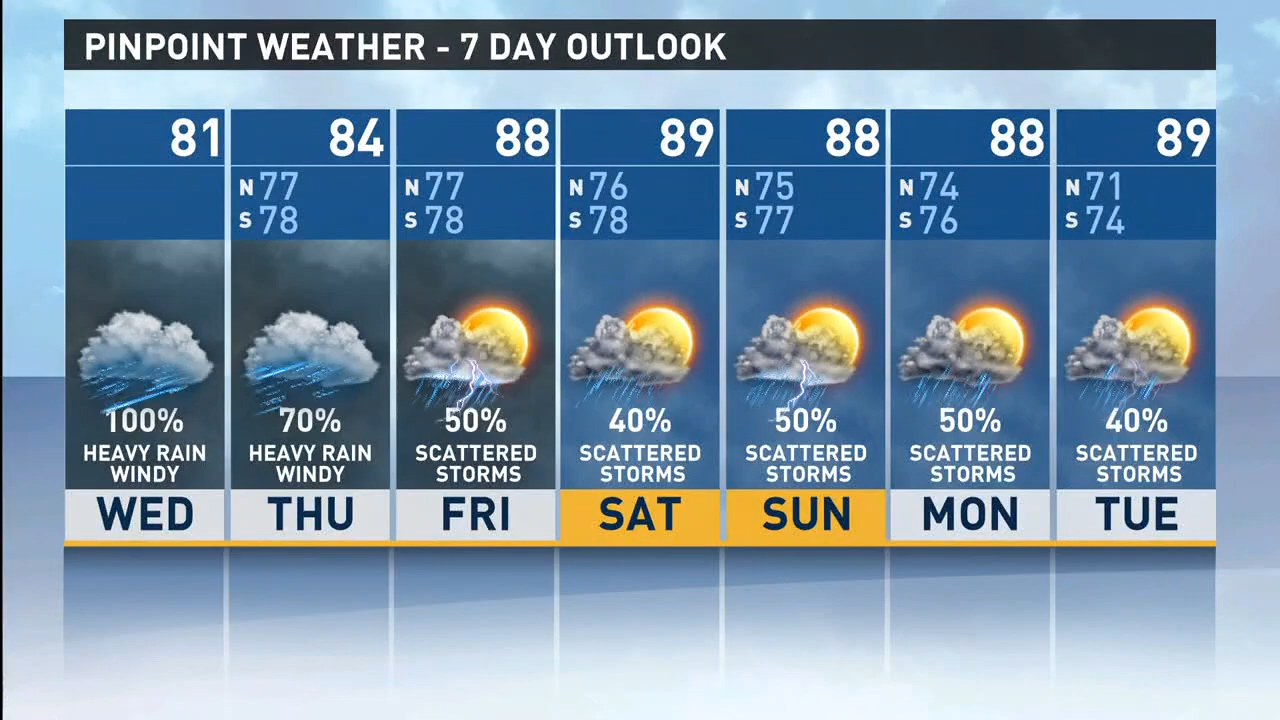 PINPOINT WEATHER - 7 DAY OUTLOOK
81
100%
HEAVY RAIN
WINDY
WED
84
N 77
S 78
70%
HEAVY RAIN
WINDY
THU
88
N 77
S 78
50%
SCATTERED
STORMS
FRI
89
N 76
S 78
40%
SCATTERED
STORMS
SAT
88
N 75
S 77
50%
SCATTERED
STORMS
SUN
88
N 74
S 76
50%
SCATTERED
STORMS
MON
89
N 71
S 74
40%
SCATTERED
STORMS
TUE